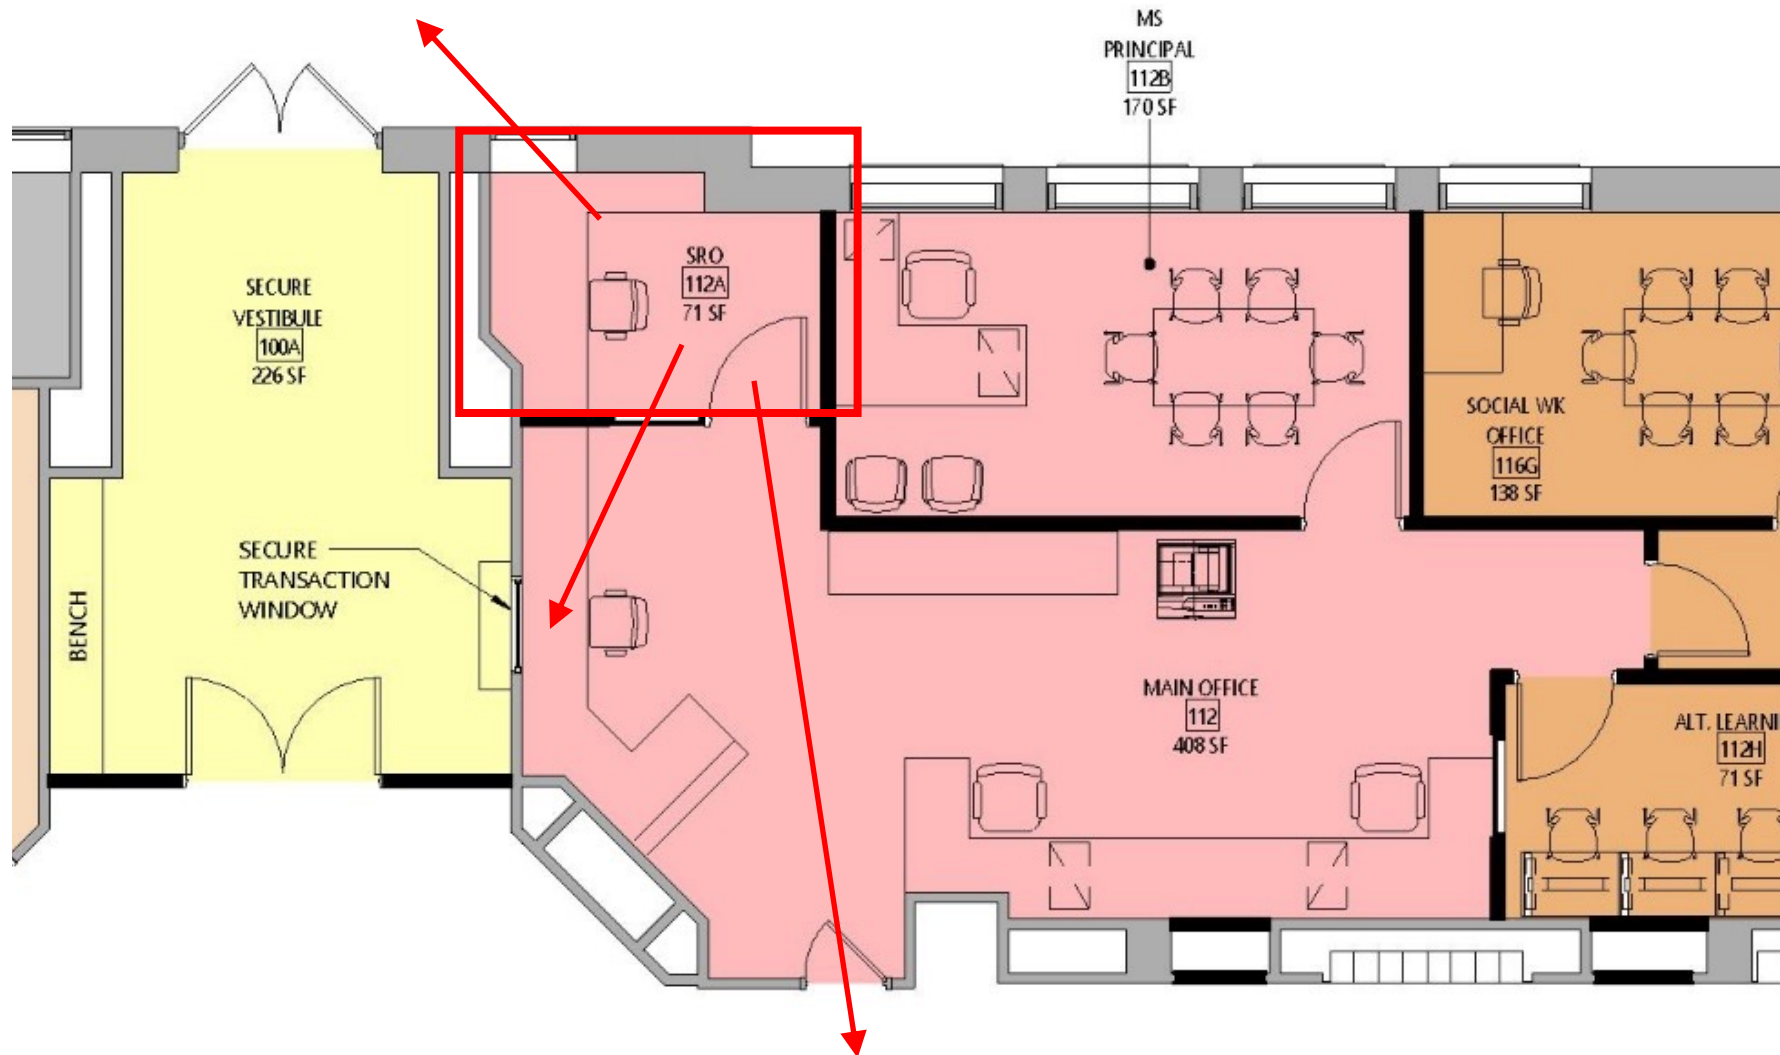 MS
PRINCIPAL
112B
170 SF
SRO
112A
71 SF
SECURE
VESTIBULE
100A
226 SF
SOCIAL WK
OFFICE
116G
138 SF
SECURE
TRANSACTION
WINDOW
BENCH
MAIN OFFICE
112
408 SF
ALT. LEARNI
112H
71 SF